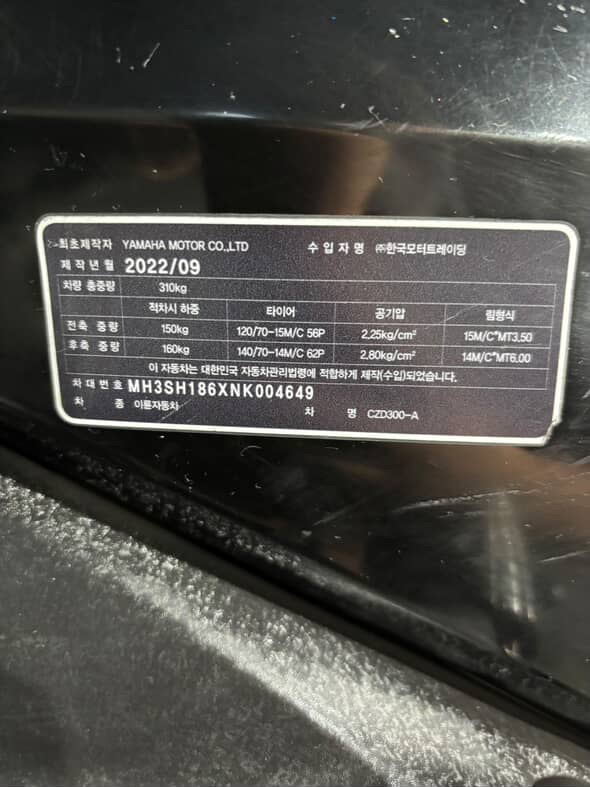 최초제작자 YAMAHA MOTOR CO.,LTD 수입자명 ㈜한국모터트레이딩
제작년월 2022/09
차량 총중량 310kg
적차시 하중 타이어 공기압 림형식
전축 중량 150kg 120/70-15M/C 56P 2.25kg/cm² 15M/C*MT3.50
후축 중량 160kg 140/70-14M/C 62P 2.80kg/cm² 14M/C*MT6.00
이 자동차는 대한민국 자동차관리법령에 적합하게 제작(수입)되었습니다.
차대번호 MH3SH186XNK004649
차 종 이륜자동차 차 명 CZD300-A